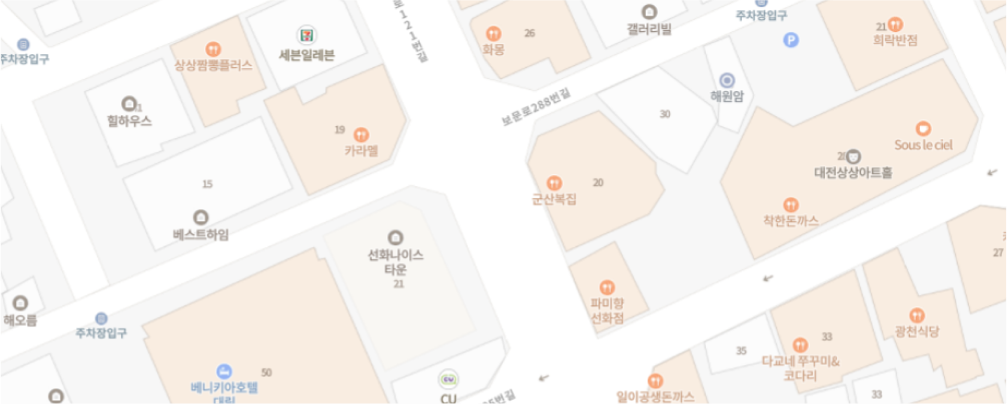 주차장입구
상상짬뽕플러스
세븐일레븐
힐하우스
19
카라멜
15
베스트하임
해오름
주차장입구
선화나이스
타운
21
50
베니키아호텔
대림
CU
로121번길
화몽
26
갤러리빌
주차장입구
P
21
희락반점
보문로288번길
30
해원암
Sous le ciel
대전상상아트홀
군산복집
20
착한돈까스
파미향
선화점
27
광천식당
33
35
다교네 쭈꾸미&
코다리
33
일이공생돈까스
번길